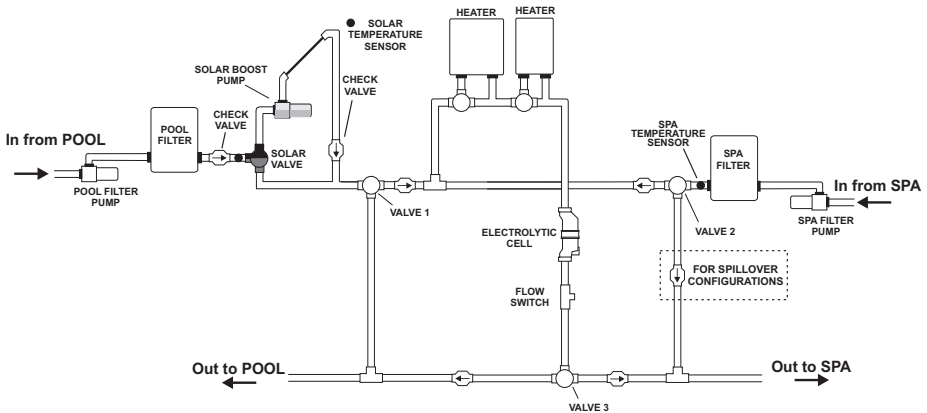 HEATER
HEATER
SOLAR
TEMPERATURE
SENSOR
SOLAR BOOST
PUMP
CHECK
VALVE
CHECK
VALVE
POOL
FILTER
In from POOL
SOLAR
VALVE
POOL FILTER
PUMP
SPA
TEMPERATURE
SENSOR
SPA
FILTER
In from SPA
SPA FILTER
PUMP
VALVE 1
VALVE 2
ELECTROLYTIC
CELL
FOR SPILLOVER
CONFIGURATIONS
FLOW
SWITCH
Out to POOL
Out to SPA
VALVE 3